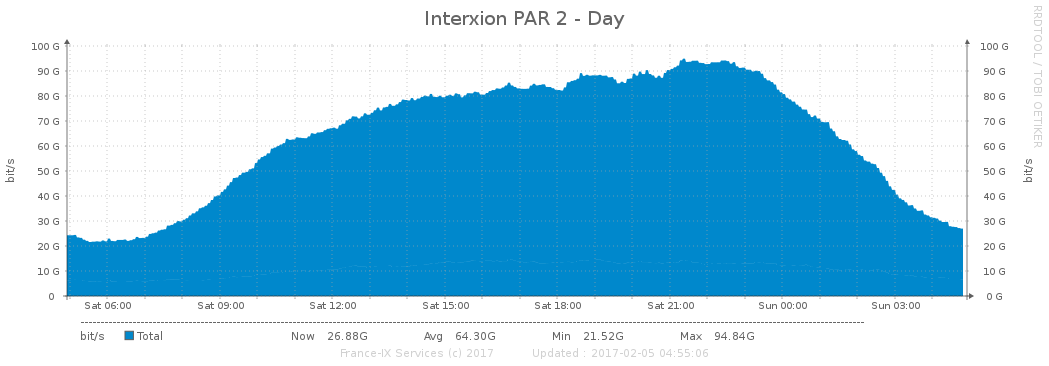 Interxion PAR 2 - Day
RRDTOOL / TOBI OETIKER
100 G 100 G
90 G 90 G
80 G 80 G
70 G 70 G
60 G 60 G
50 G 50 G
40 G 40 G
30 G 30 G
20 G 20 G
10 G 10 G
0 0 G
bit/s bit/s
Sat 06:00 Sat 09:00 Sat 12:00 Sat 15:00 Sat 18:00 Sat 21:00 Sun 00:00 Sun 03:00
bit/s Total Now 26.88G Avg 64.30G Min 21.52G Max 94.84G
France-IX Services (c) 2017 Updated : 2017-02-05 04:55:06